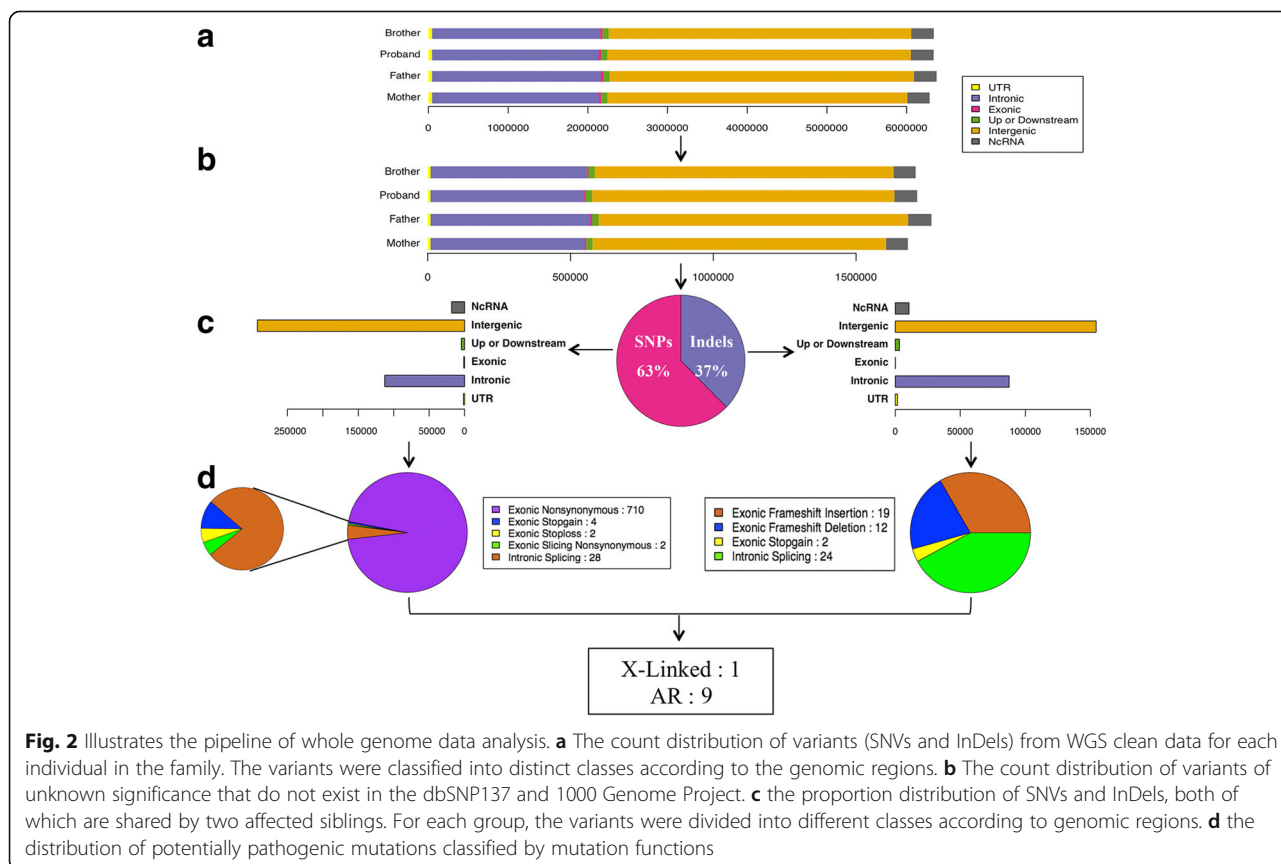 a
Brother
Proband
Father
Mother
0 1000000 2000000 3000000 4000000 5000000 6000000
UTR
Intronic
Exonic
Up or Downstream
Intergenic
NcRNA
b
Brother
Proband
Father
Mother
0 500000 1000000 1500000
c
NcRNA
Intergenic
Up or Downstream
Exonic
Intronic
UTR
250000 150000 50000 0
SNPs
63%
Indels
37%
NcRNA
Intergenic
Up or Downstream
Exonic
Intronic
UTR
0 50000 100000 150000
d
Exonic Nonsynonymous : 710
Exonic Stopgain : 4
Exonic Stoploss : 2
Exonic Slicing Nonsynonymous : 2
Intronic Splicing : 28
Exonic Frameshift Insertion : 19
Exonic Frameshift Deletion : 12
Exonic Stopgain : 2
Intronic Splicing : 24
X-Linked : 1
AR : 9
Fig. 2 Illustrates the pipeline of whole genome data analysis. a The count distribution of variants (SNVs and InDels) from WGS clean data for each
individual in the family. The variants were classified into distinct classes according to the genomic regions. b The count distribution of variants of
unknown significance that do not exist in the dbSNP137 and 1000 Genome Project. c the proportion distribution of SNVs and InDels, both of
which are shared by two affected siblings. For each group, the variants were divided into different classes according to genomic regions. d the
distribution of potentially pathogenic mutations classified by mutation functions